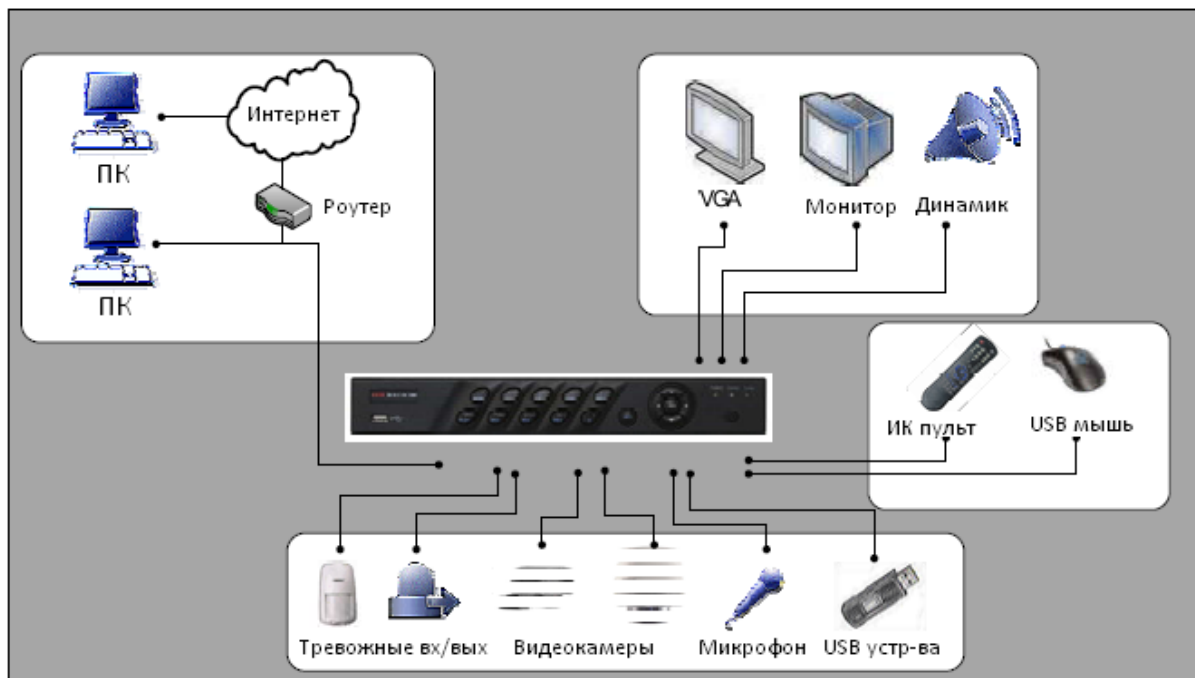 Интернет
ПК
Роутер
ПК
VGA
Монитор
Динамик
ИК пульт
USB мышь
Тревожные вх/вых
Видеокамеры
Микрофон
USB устр-ва